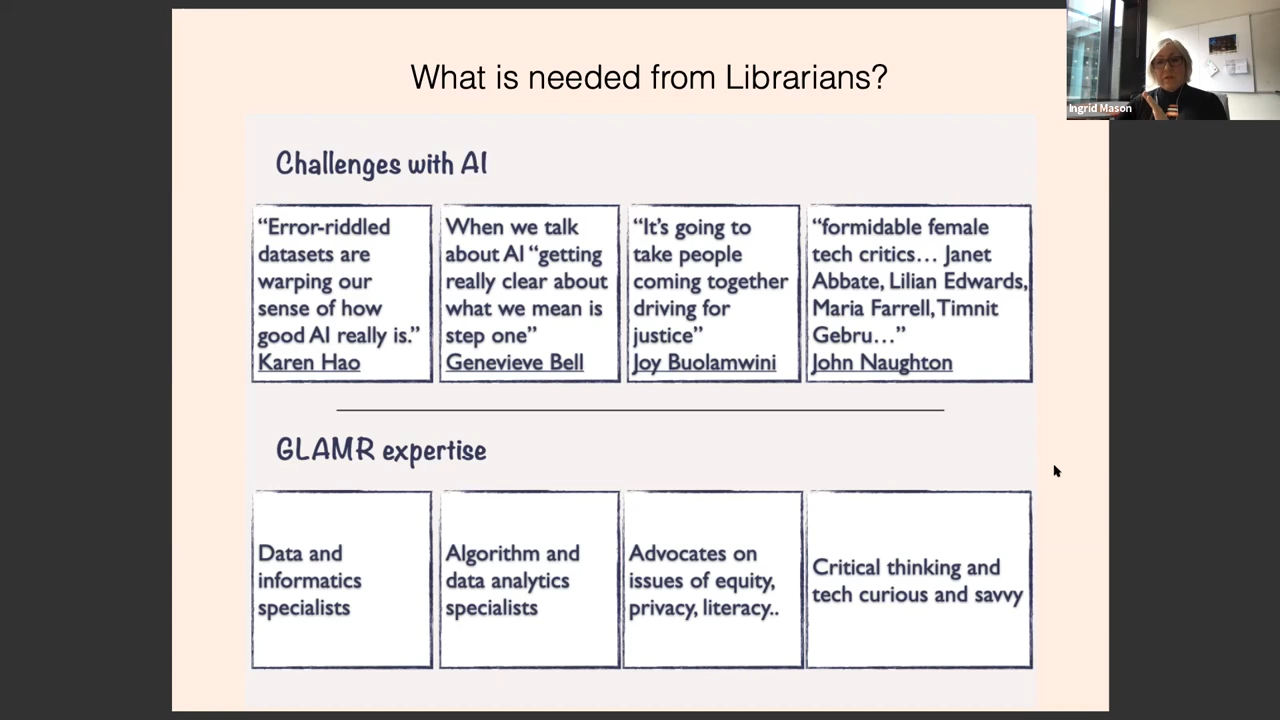 What is needed from Librarians?
Ingrid Mason
Challenges with AI
“Error-riddled
datasets are
warping our
sense of how
good AI really is.”
Karen Hao
When we talk
about AI “getting
really clear about
what we mean is
step one”
Genevieve Bell
“It’s going to
take people
coming together
driving for
justice”
Joy Buolamwini
“formidable female
tech critics… Janet
Abbate, Lilian Edwards,
Maria Farrell, Timnit
Gebru…”
John Naughton
GLAMR expertise
Data and
informatics
specialists
Algorithm and
data analytics
specialists
Advocates on
issues of equity,
privacy, literacy..
Critical thinking and
tech curious and savvy